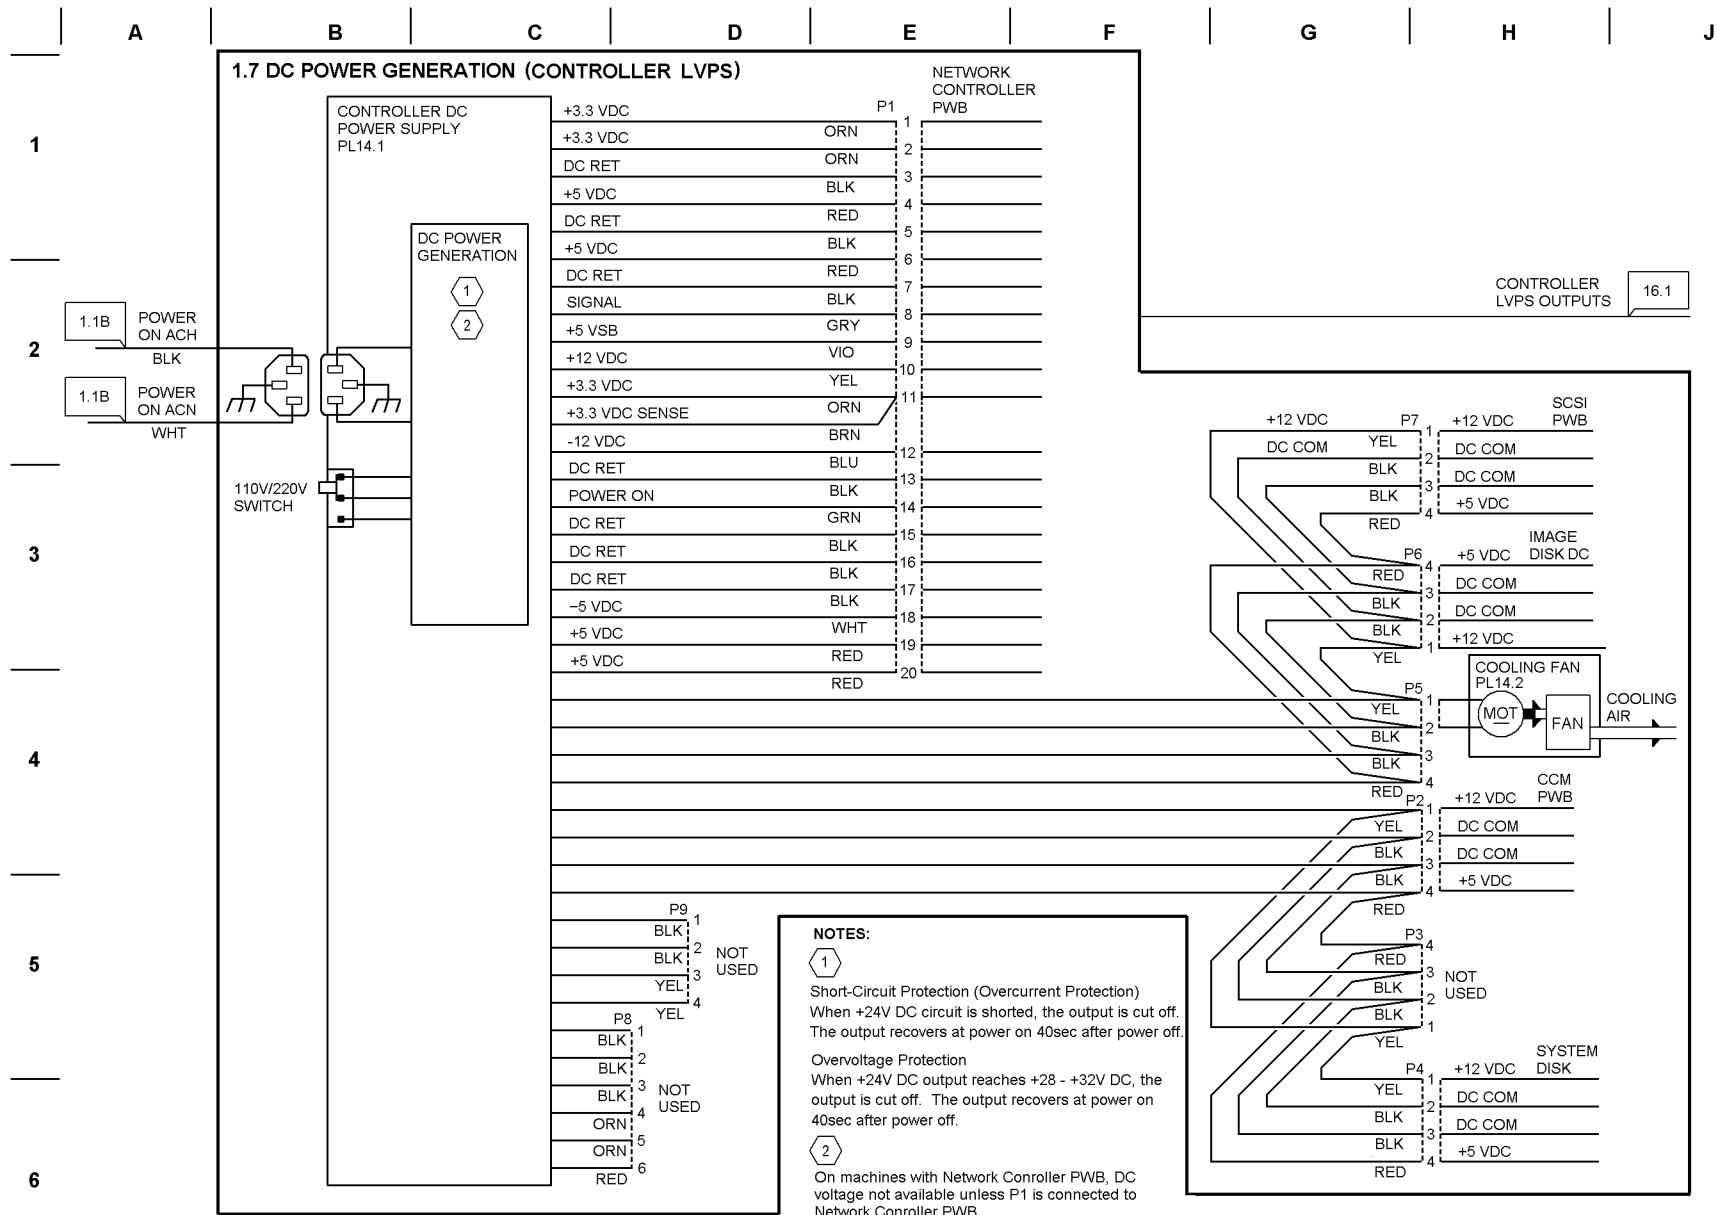 A B C D E F G H J
1.7 DC POWER GENERATION (CONTROLLER LVPS)
1
2
3
4
5
6
CONTROLLER DC
POWER SUPPLY
PL14.1
DC POWER
GENERATION
1
2
1.1B
POWER
ON ACH
BLK
1.1B
POWER
ON ACN
WHT
110V/220V
SWITCH
NETWORK
CONTROLLER
PWB
P1
+3.3 VDC ORN 1
+3.3 VDC ORN 2
DC RET BLK 3
+5 VDC RED 4
DC RET BLK 5
+5 VDC RED 6
DC RET BLK 7
SIGNAL GRY 8
+5 VSB VIO 9
+12 VDC YEL 10
+3.3 VDC ORN 11
+3.3 VDC SENSE BRN
-12 VDC BLU 12
DC RET BLK 13
POWER ON GRN 14
DC RET BLK 15
DC RET BLK 16
DC RET BLK 17
–5 VDC WHT 18
+5 VDC RED 19
+5 VDC RED 20
CONTROLLER
LVPS OUTPUTS
16.1
SCSI
PWB
+12 VDC P7 1 +12 VDC
YEL
DC COM 2 DC COM
BLK
3 DC COM
BLK
4 +5 VDC
RED
IMAGE
DISK DC
P6 4 +5 VDC
RED
3 DC COM
BLK
2 DC COM
BLK
1 +12 VDC
YEL
COOLING FAN
PL14.2
MOT
FAN
COOLING
AIR
P5 1
YEL
2
BLK
3
BLK
4
RED
CCM
PWB
P2 1 +12 VDC
YEL
2 DC COM
BLK
3 DC COM
BLK
4 +5 VDC
RED
P3 4
RED
3
BLK
2
BLK
1
YEL
NOT
USED
SYSTEM
DISK
P4 1 +12 VDC
YEL
2 DC COM
BLK
3 DC COM
BLK
4 +5 VDC
RED
P9 1
BLK
2
BLK
3
YEL
4
YEL
NOT
USED
P8 1
BLK
2
BLK
3
BLK
4
ORN
5
ORN
6
RED
NOT
USED
NOTES:
1
Short-Circuit Protection (Overcurrent Protection)
When +24V DC circuit is shorted, the output is cut off.
The output recovers at power on 40sec after power off.
Overvoltage Protection
When +24V DC output reaches +28 - +32V DC, the
output is cut off. The output recovers at power on
40sec after power off.
2
On machines with Network Conroller PWB, DC
voltage not available unless P1 is connected to
Network Conroller PWB